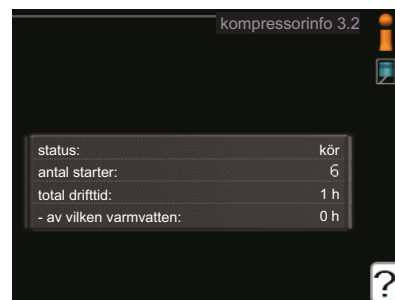 kompressorinfo 3.2
status: kör
antal starter: 6
total drifttid: 1 h
- av vilken varmvatten: 0 h
?